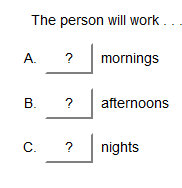 The person will work . . .
A. ? mornings
B. ? afternoons
C. ? nights